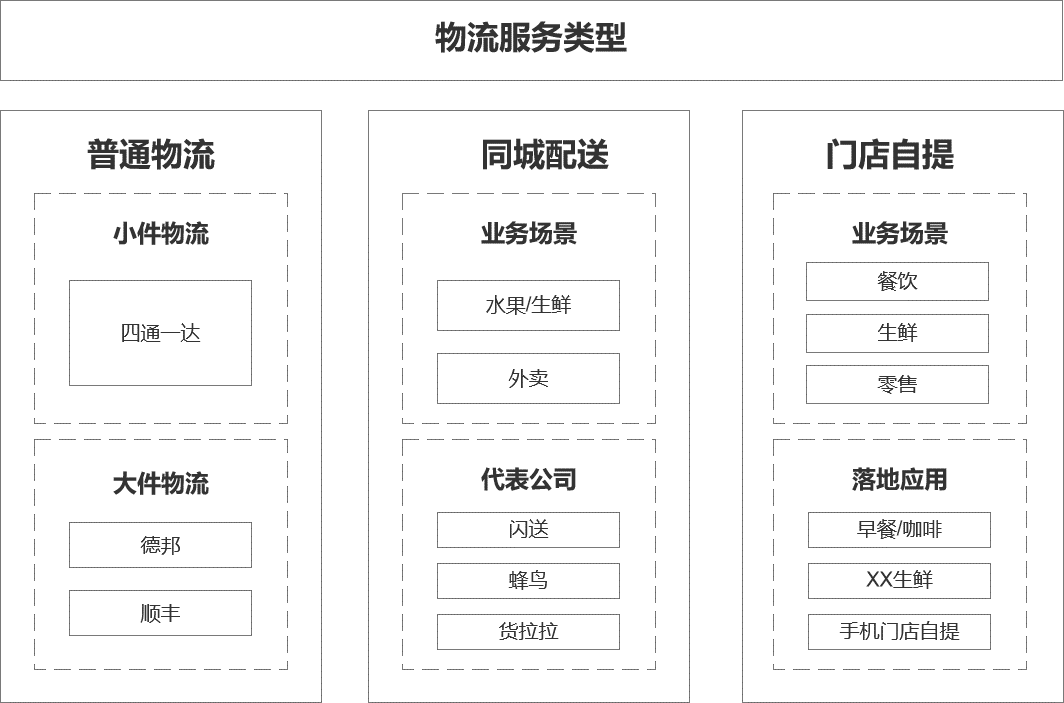 物流服务类型
普通物流
小件物流
四通一达
大件物流
德邦
顺丰
同城配送
业务场景
水果/生鲜
外卖
代表公司
闪送
蜂鸟
货拉拉
门店自提
业务场景
餐饮
生鲜
零售
落地应用
早餐/咖啡
XX生鲜
手机门店自提